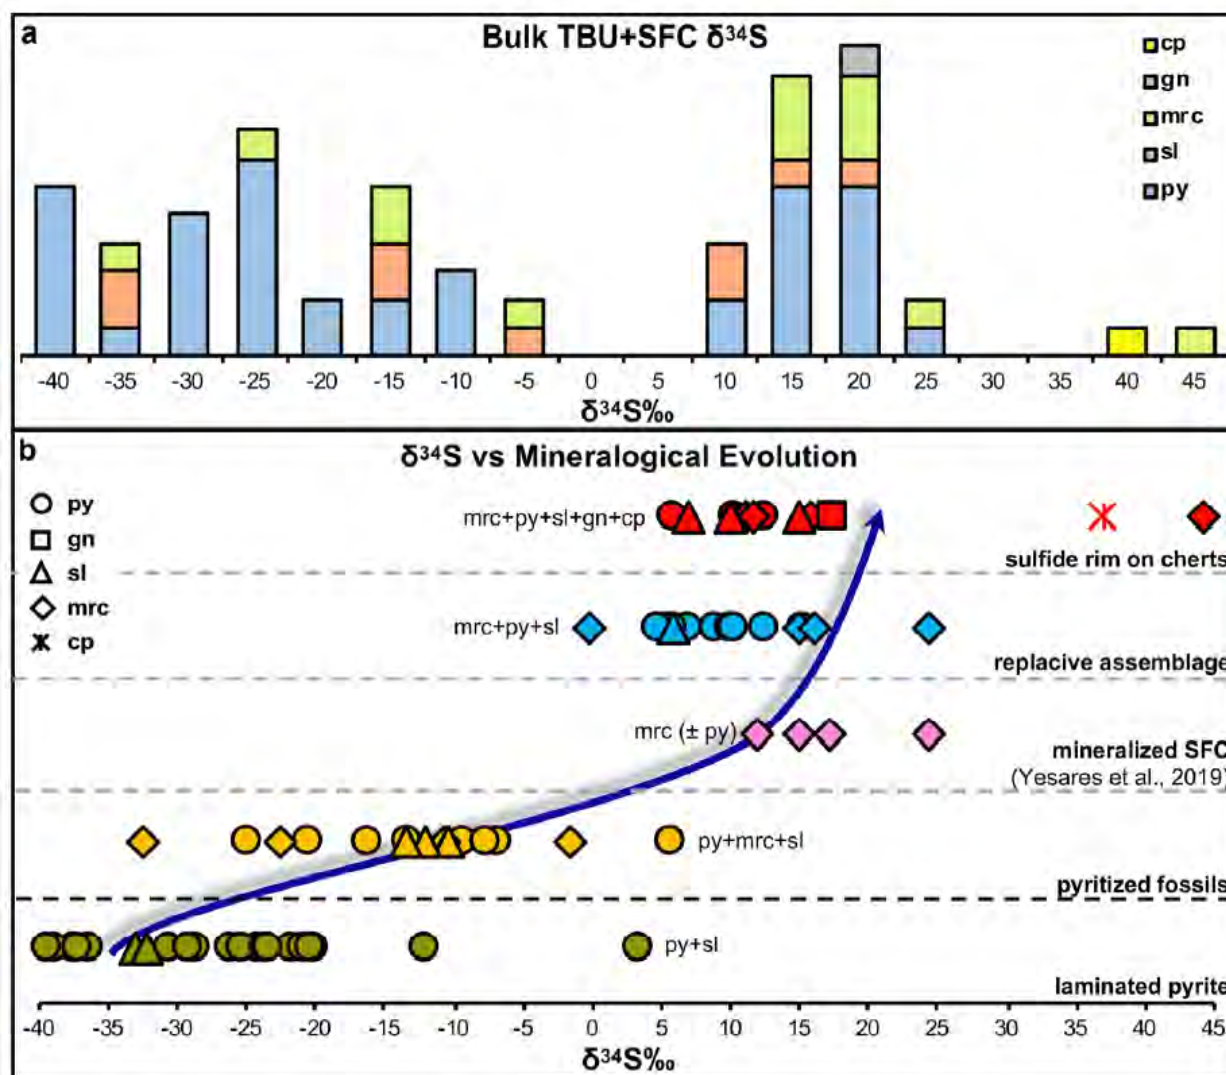 a
Bulk TBU+SFC δ³⁴S
cp
gn
mrc
sl
py
-40 -35 -30 -25 -20 -15 -10 -5 0 5 10 15 20 25 30 35 40 45
δ³⁴S‰
b
δ³⁴S vs Mineralogical Evolution
py
gn
sl
mrc
cp
mrc+py+sl+gn+cp
sulfide rim on cherts
mrc+py+sl
replacive assemblage
mrc (± py)
mineralized SFC
(Yesares et al., 2019)
py+mrc+sl
pyritized fossils
py+sl
laminated pyrite
-40 -35 -30 -25 -20 -15 -10 -5 0 5 10 15 20 25 30 35 40 45
δ³⁴S‰